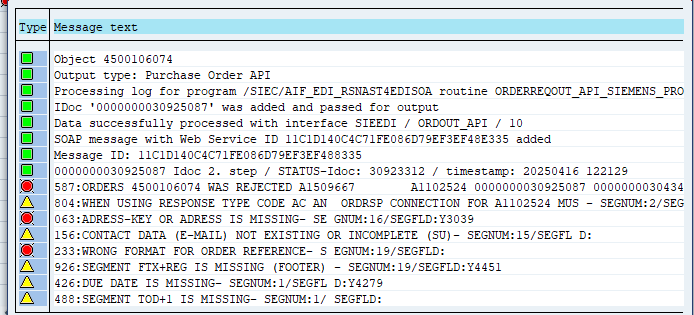 Type Message text
Object 4500106074
Output type: Purchase Order API
Processing log for program /SIEC/AIF_EDI_RSNAST4EDISOA routine ORDERREQOUT_API_SIEMENS_PRO
IDoc '0000000030925087' was added and passed for output
Data successfully processed with interface SIEEDI / ORDOUT_API / 10
SOAP message with Web Service ID 11C1D140C4C71FE086D79EF3EF48E335 added
Message ID: 11C1D140C4C71FE086D79EF3EF488335
0000000030925087 Idoc 2. step / STATUS-Idoc: 30923312 / timestamp: 20250416 122129
587:ORDERS 4500106074 WAS REJECTED A1509667 A1102524 0000000030925087 000000003​0434
804:WHEN USING RESPONSE TYPE CODE AC AN ORDRSP CONNECTION FOR A1102524 MUS - SEGNUM:2/SEG
063:ADRESS-KEY OR ADRESS IS MISSING- SE GNUM:16/SEGFLD:Y3039
156:CONTACT DATA (E-MAIL) NOT EXISTING OR INCOMPLETE (SU)- SEGNUM:15/SEGFL D:
233:WRONG FORMAT FOR ORDER REFERENCE- S EGNUM:19/SEGFLD:
926:SEGMENT FTX+REG IS MISSING (FOOTER) - SEGNUM:19/SEGFLD:Y4451
426:DUE DATE IS MISSING- SEGNUM:1/SEGFL D:Y4279
488:SEGMENT TOD+1 IS MISSING- SEGNUM:1/ SEGFLD: